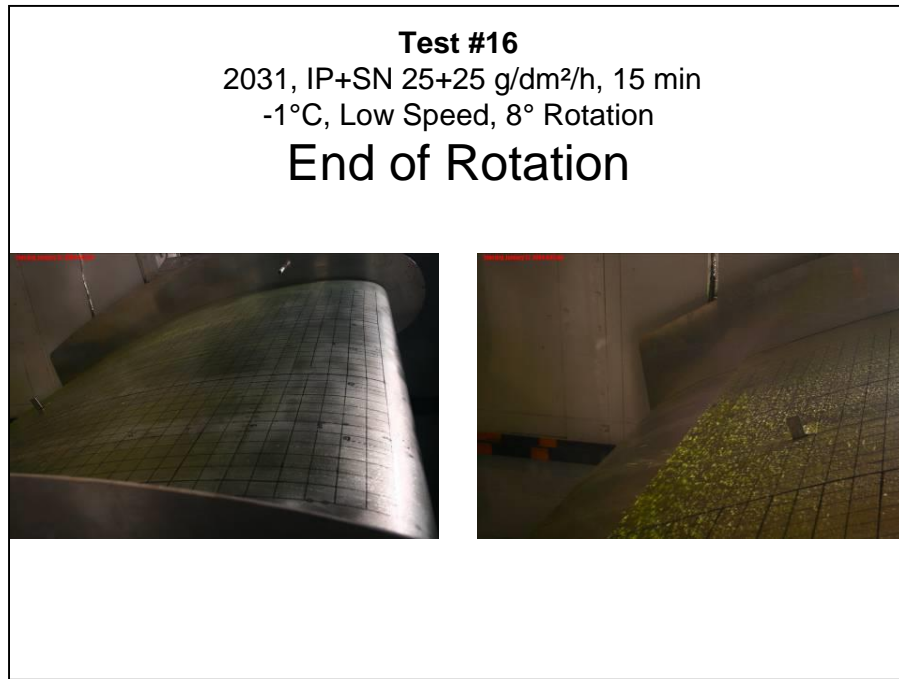 Test #16
2031, IP+SN 25+25 g/dm²/h, 15 min
-1°C, Low Speed, 8° Rotation
End of Rotation